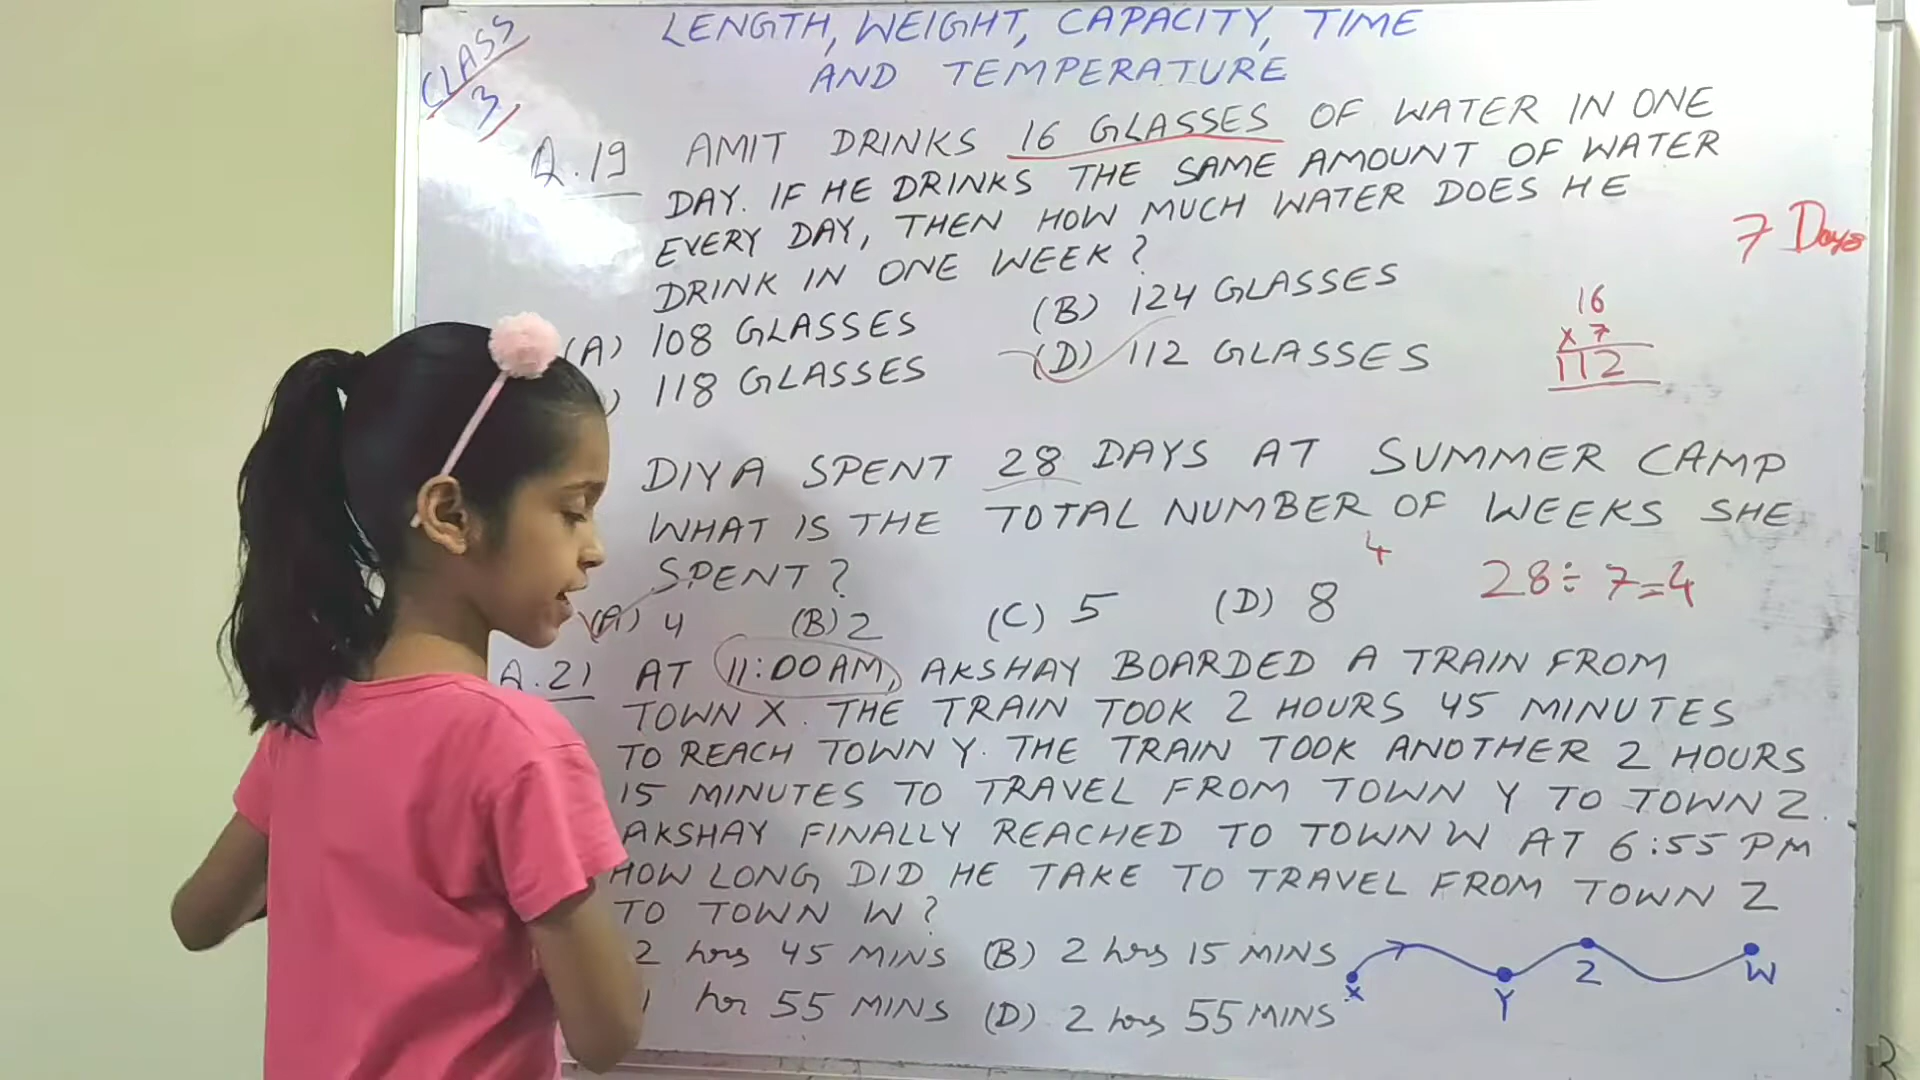 CLASS
3
LENGTH, WEIGHT, CAPACITY, TIME
AND TEMPERATURE
Q.19 AMIT DRINKS 16 GLASSES OF WATER IN ONE
DAY. IF HE DRINKS THE SAME AMOUNT OF WATER
EVERY DAY, THEN HOW MUCH WATER DOES HE
DRINK IN ONE WEEK?
7 Days
(A) 108 GLASSES (B) 124 GLASSES
) 118 GLASSES (D) 112 GLASSES
16
x 7
112
DIYA SPENT 28 DAYS AT SUMMER CAMP
WHAT IS THE TOTAL NUMBER OF WEEKS SHE
SPENT?
4
28 ÷ 7 = 4
(A) 4 (B) 2 (C) 5 (D) 8
Q.21 AT 11:00 AM, AKSHAY BOARDED A TRAIN FROM
TOWN X. THE TRAIN TOOK 2 HOURS 45 MINUTES
TO REACH TOWN Y. THE TRAIN TOOK ANOTHER 2 HOURS
15 MINUTES TO TRAVEL FROM TOWN Y TO TOWN Z.
AKSHAY FINALLY REACHED TO TOWN W AT 6:55 PM
HOW LONG DID HE TAKE TO TRAVEL FROM TOWN Z
TO TOWN W?
2 hrs 45 MINS (B) 2 hrs 15 MINS
1 hr 55 MINS (D) 2 hrs 55 MINS
X Y Z W